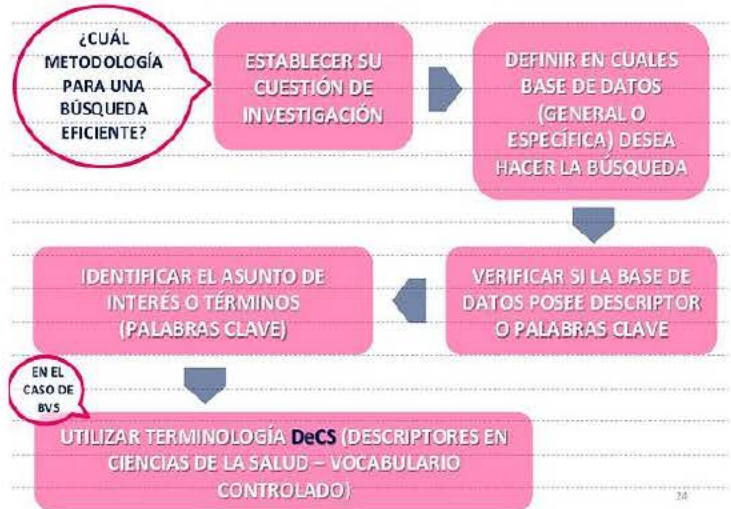 ¿CUÁL
METODOLOGÍA
PARA UNA
BÚSQUEDA
EFICIENTE?
ESTABLECER SU
CUESTIÓN DE
INVESTIGACIÓN
DEFINIR EN CUALES
BASE DE DATOS
(GENERAL O
ESPECÍFICA) DESEA
HACER LA BÚSQUEDA
VERIFICAR SI LA BASE DE
DATOS POSEE DESCRIPTOR
O PALABRAS CLAVE
IDENTIFICAR EL ASUNTO DE
INTERÉS O TÉRMINOS
(PALABRAS CLAVE)
EN EL
CASO DE
BVS
UTILIZAR TERMINOLOGÍA DeCS (DESCRIPTORES EN
CIENCIAS DE LA SALUD – VOCABULARIO
CONTROLADO)